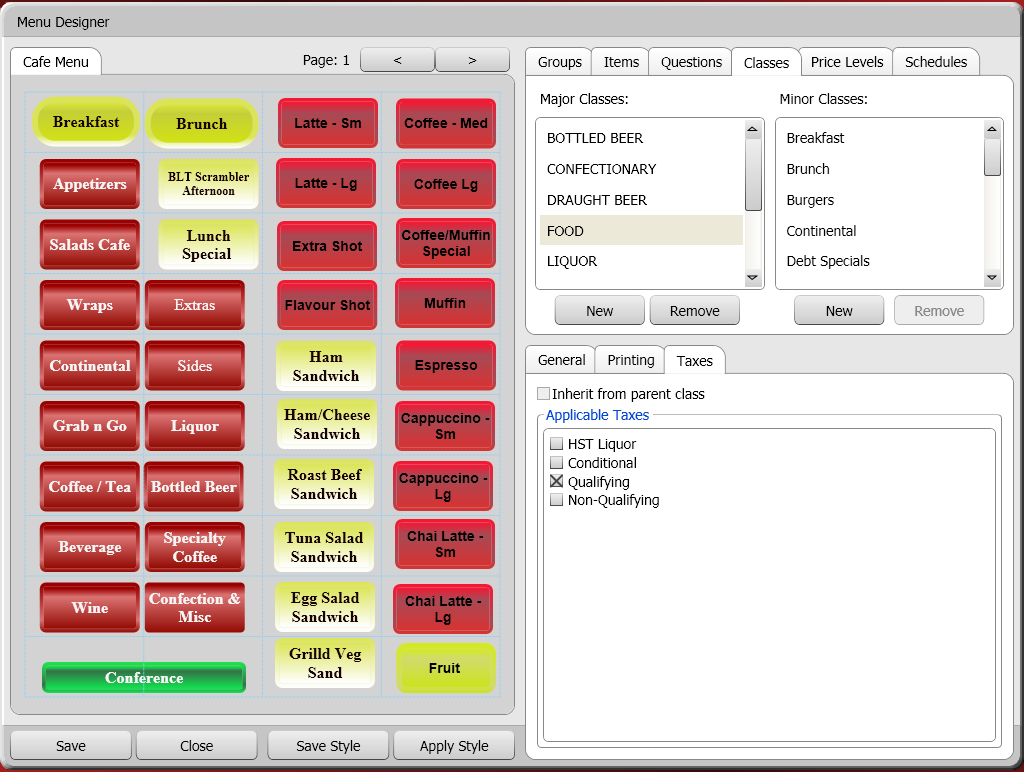 Menu Designer
Cafe Menu
Page: 1
<
>
Breakfast
Brunch
Latte - Sm
Coffee - Med
Appetizers
BLT Scrambler
Afternoon
Latte - Lg
Coffee Lg
Salads Cafe
Lunch
Special
Extra Shot
Coffee/Muffin
Special
Wraps
Extras
Flavour Shot
Muffin
Continental
Sides
Ham
Sandwich
Espresso
Grab n Go
Liquor
Ham/Cheese
Sandwich
Cappuccino -
Sm
Coffee / Tea
Bottled Beer
Roast Beef
Sandwich
Cappuccino -
Lg
Beverage
Specialty
Coffee
Tuna Salad
Sandwich
Chai Latte -
Sm
Wine
Confection &
Misc
Egg Salad
Sandwich
Chai Latte -
Lg
Conference
Grilld Veg
Sand
Fruit
Save
Close
Save Style
Apply Style
Groups
Items
Questions
Classes
Price Levels
Schedules
Major Classes:
BOTTLED BEER
CONFECTIONARY
DRAUGHT BEER
FOOD
LIQUOR
New
Remove
Minor Classes:
Breakfast
Brunch
Burgers
Continental
Debt Specials
New
Remove
General
Printing
Taxes
Inherit from parent class
Applicable Taxes
HST Liquor
Conditional
Qualifying
Non-Qualifying